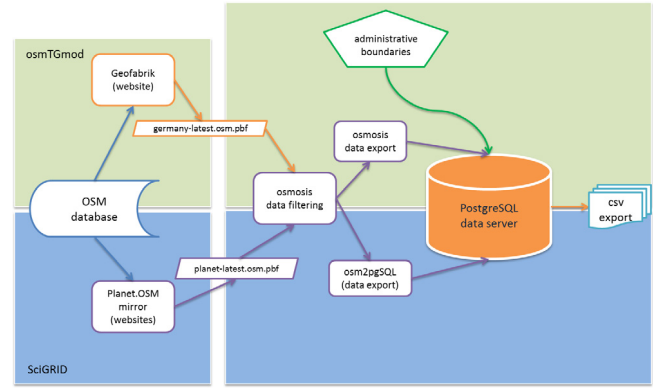 osmTGmod
Geofabrik
(website)
germany-latest.osm.pbf
administrative
boundaries
osmosis
data export
OSM
database
osmosis
data filtering
PostgreSQL
data server
csv
export
planet-latest.osm.pbf
Planet.OSM
mirror
(websites)
osm2pgSQL
(data export)
SciGRID